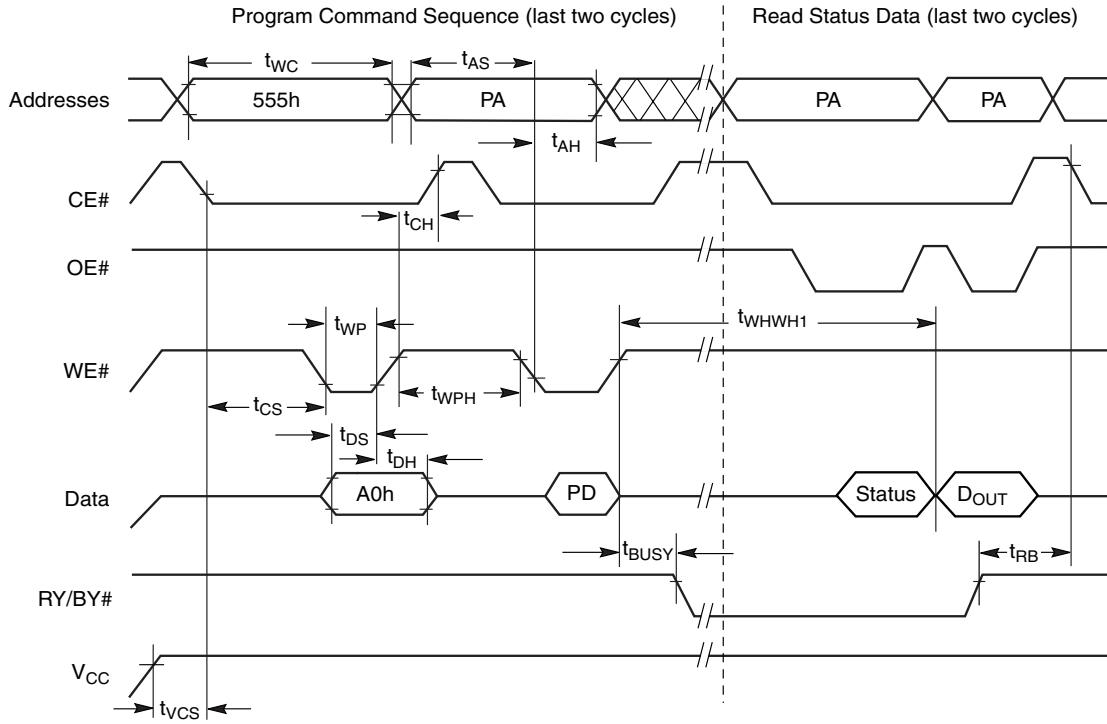 Program Command Sequence (last two cycles)
Read Status Data (last two cycles)
tWC
tAS
Addresses
555h
PA
PA
PA
tAH
CE#
tCH
OE#
tWP
tWHWH1
WE#
tWPH
tCS
tDS
tDH
Data
A0h
PD
Status
DOUT
tBUSY
tRB
RY/BY#
VCC
tVCS